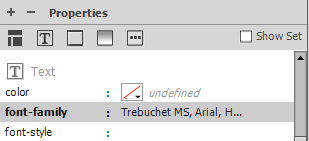 Properties
Show Set
Text
color : undefined
font-family : Trebuchet MS, Arial, H...
font-style :